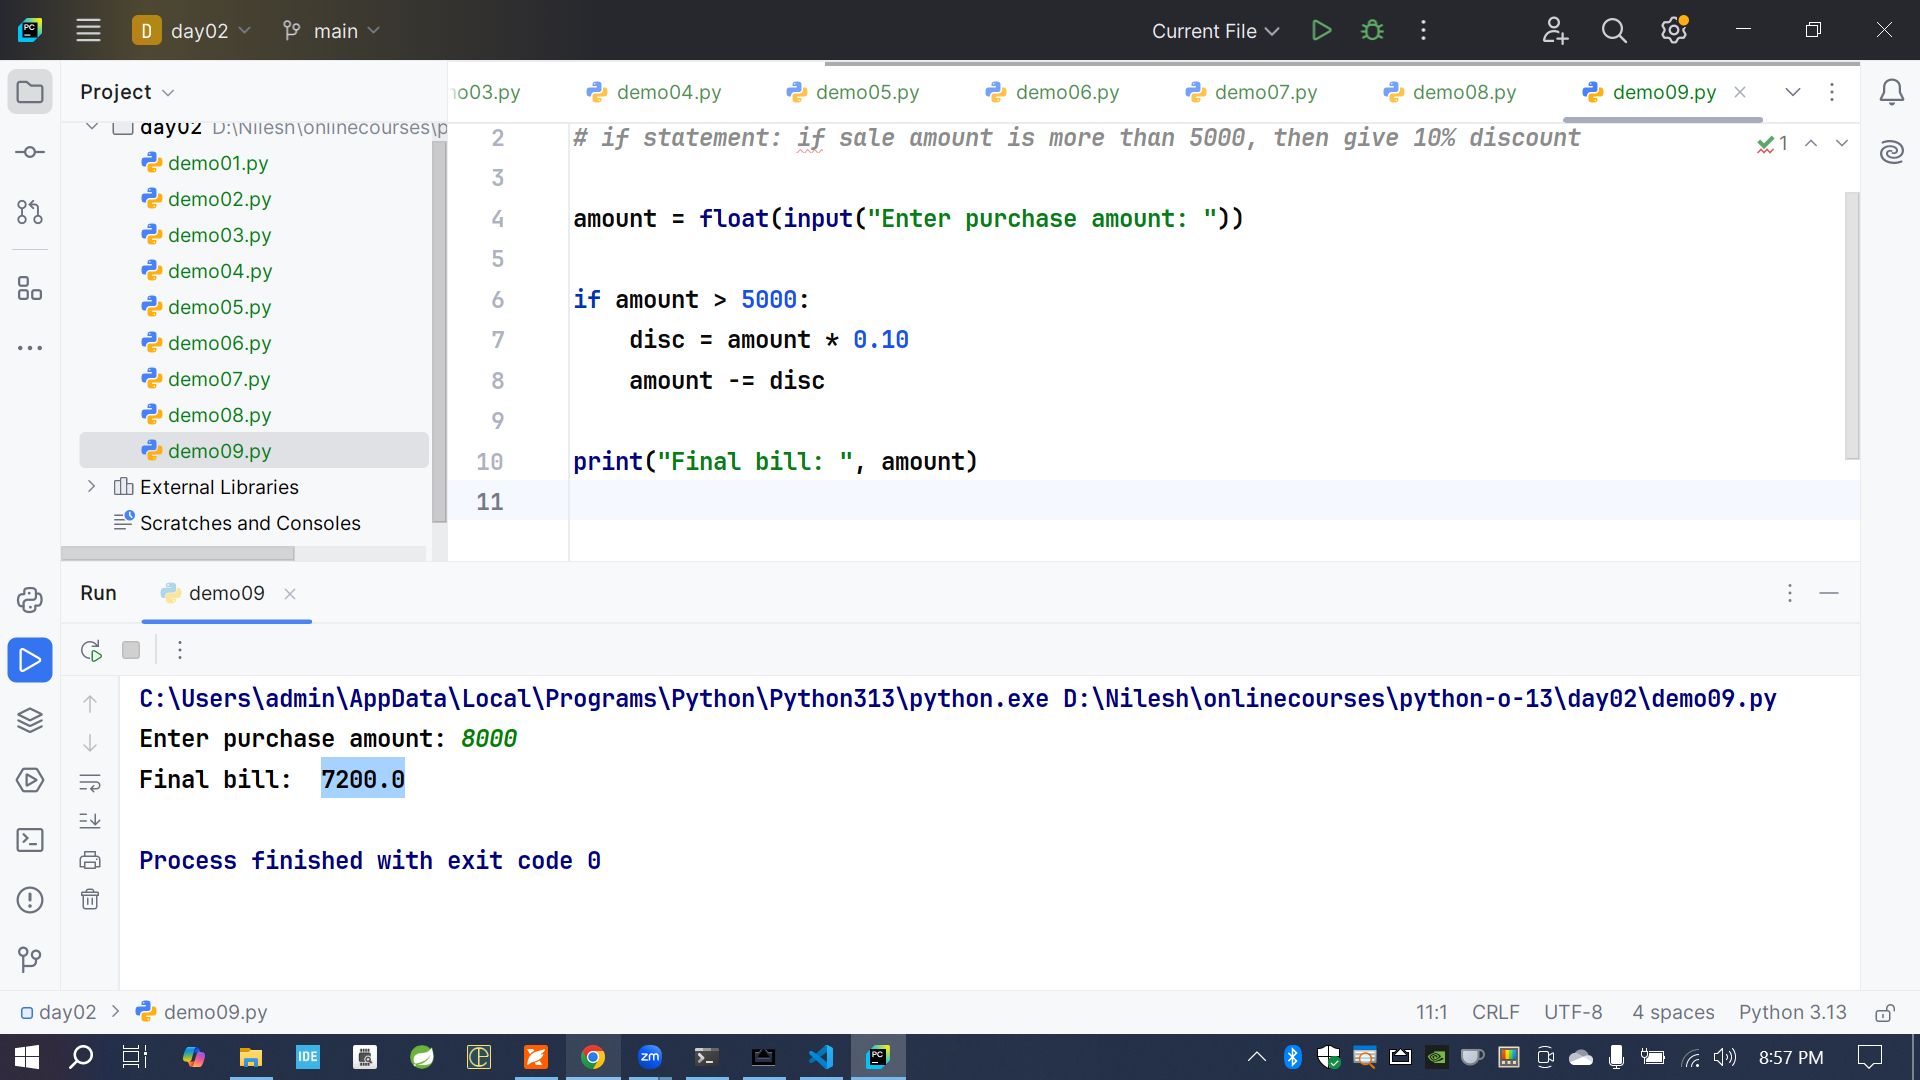 D day02 main Current File
Project
mo03.py demo04.py demo05.py demo06.py demo07.py demo08.py demo09.py
day02 D:\Nilesh\onlinecourses\p
demo01.py
demo02.py
demo03.py
demo04.py
demo05.py
demo06.py
demo07.py
demo08.py
demo09.py
External Libraries
Scratches and Consoles
2 # if statement: if sale amount is more than 5000, then give 10% discount
1
3
4 amount = float(input("Enter purchase amount: "))
5
6 if amount > 5000:
7 disc = amount * 0.10
8 amount -= disc
9
10 print("Final bill: ", amount)
11
Run demo09
C:\Users\admin\AppData\Local\Programs\Python\Python313\python.exe D:\Nilesh\onlinecourses\python-o-13\day02\demo09.py
Enter purchase amount: 8000
Final bill:  7200.0
Process finished with exit code 0
day02 > demo09.py 11:1 CRLF UTF-8 4 spaces Python 3.13
IDE zm PC 8:57 PM